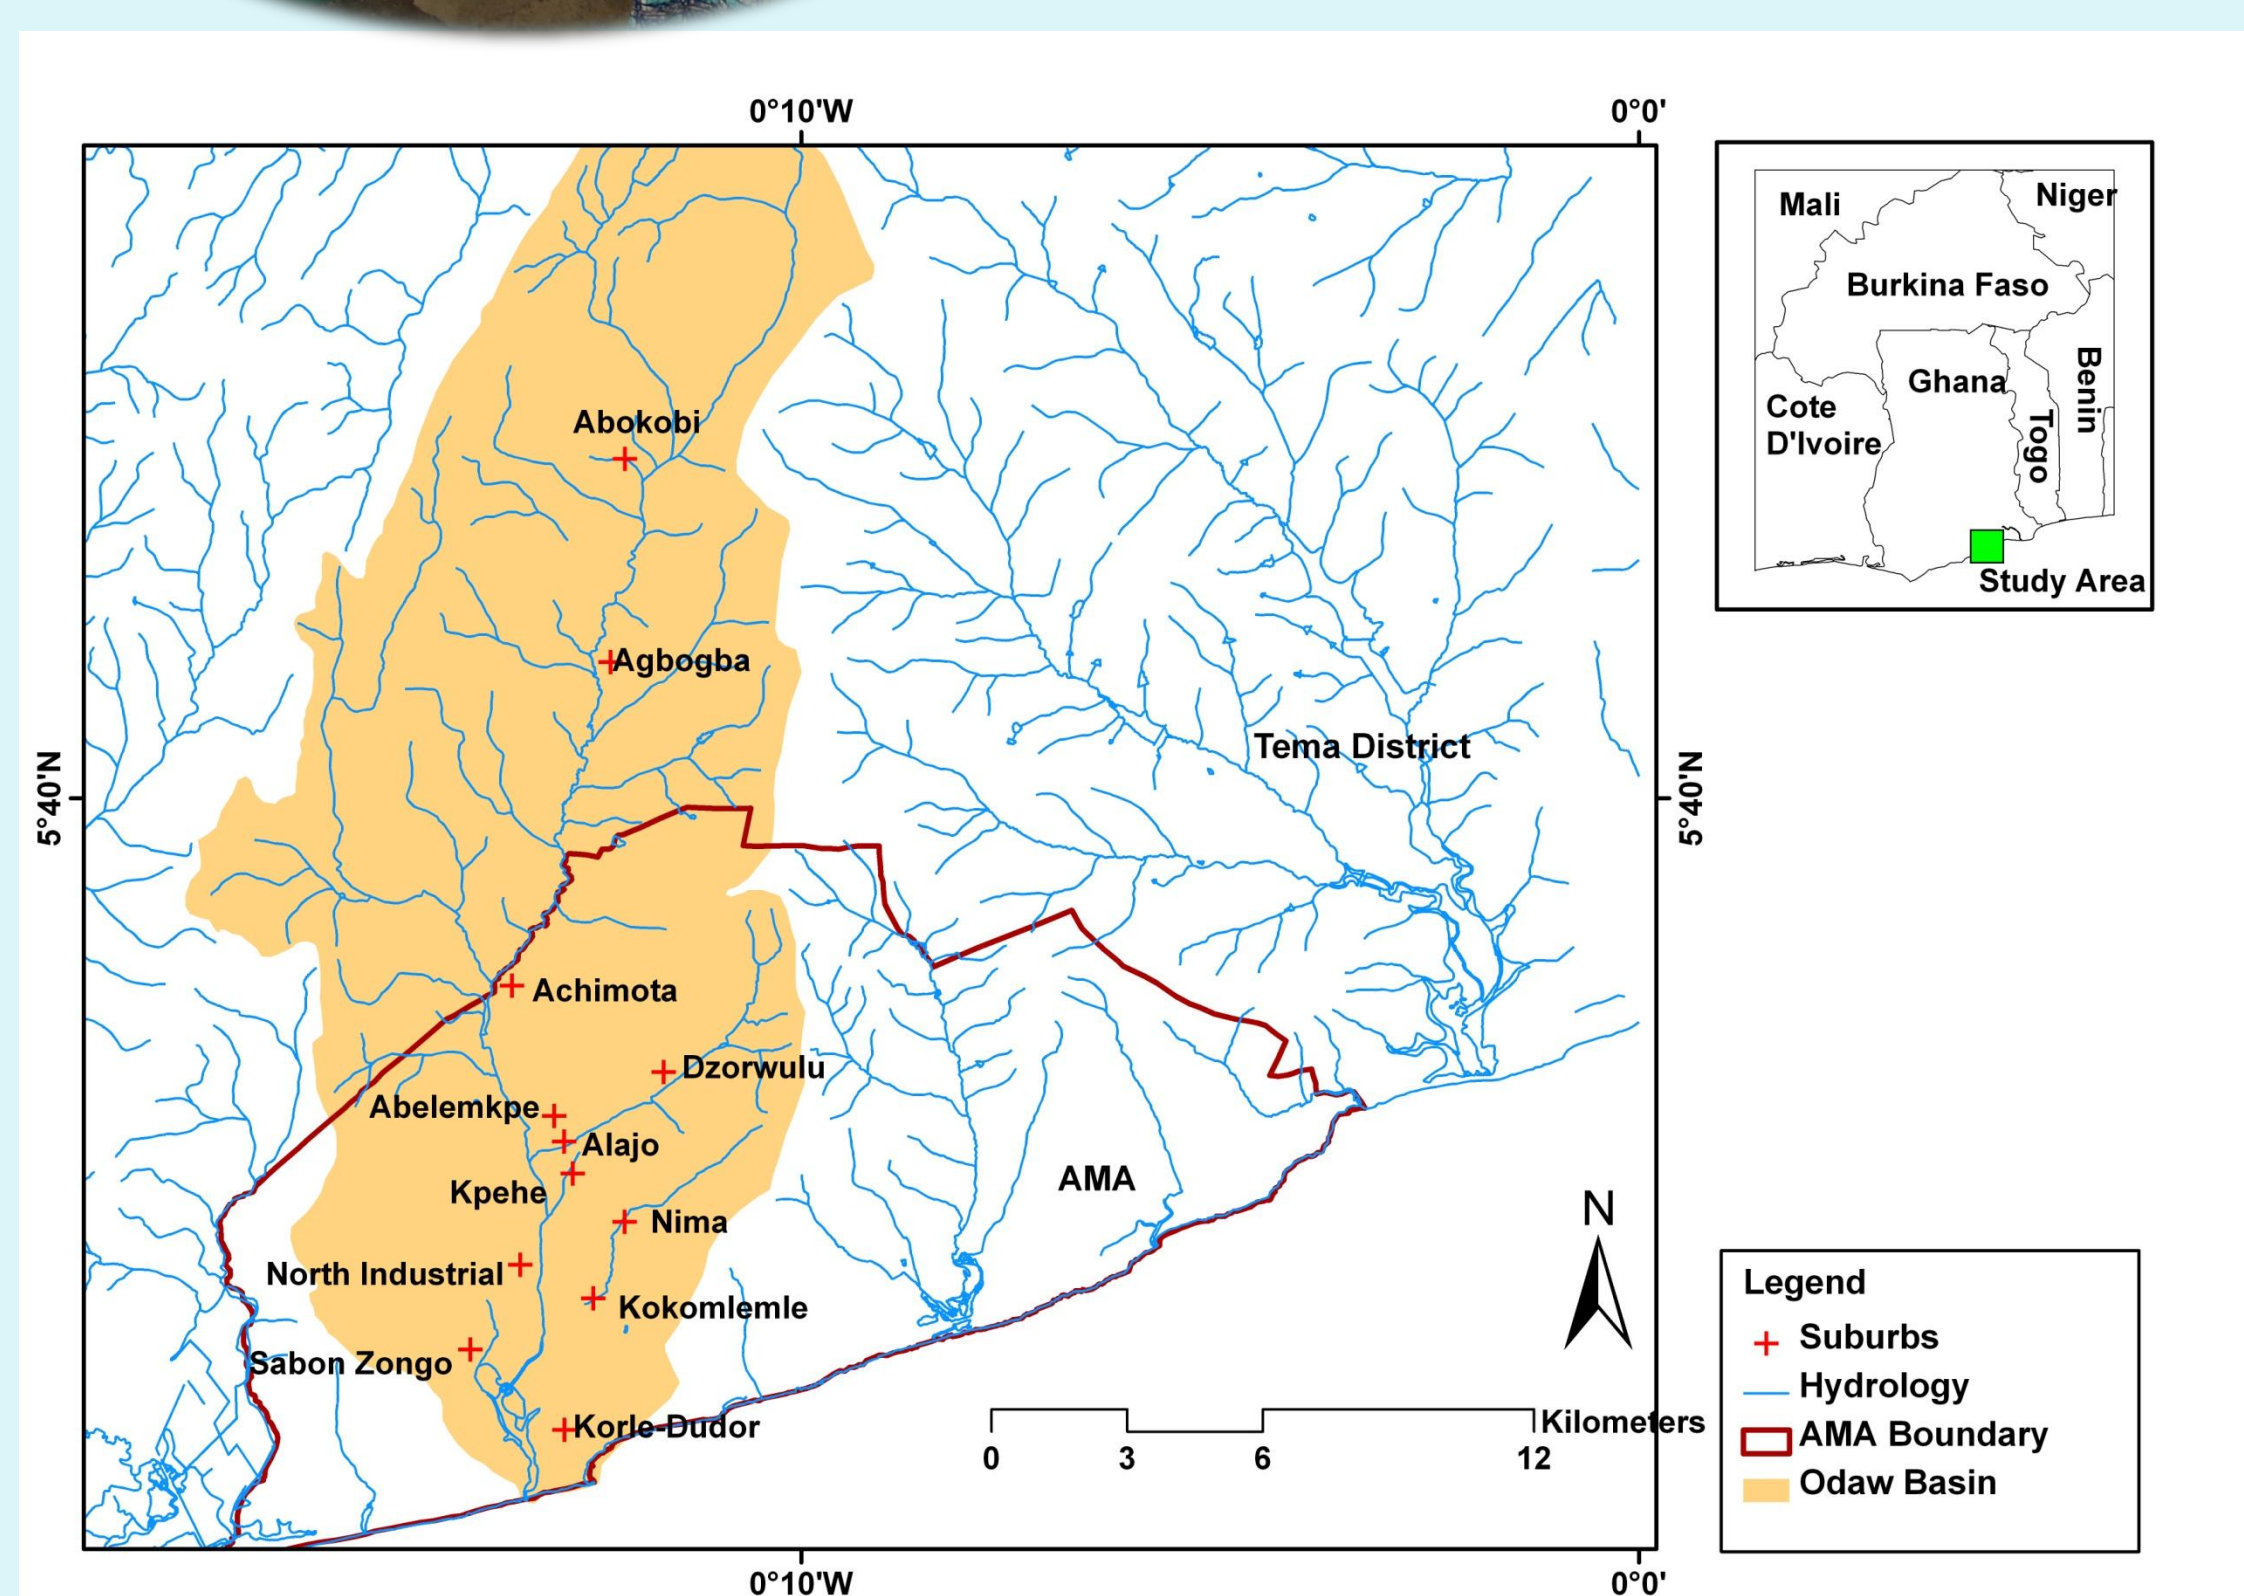 0°10'W
0°0'
Mali
Niger
Burkina Faso
Ghana
Benin
Togo
Cote
D'Ivoire
Study Area
Abokobi
Agbogba
Tema District
5°40'N
5°40'N
Achimota
Dzorwulu
Abelemkpe
Alajo
Kpehe
AMA
Nima
North Industrial
Kokomlemle
Sabon Zongo
Korle-Dudor
N
Kilometers
0 3 6 12
Legend
Suburbs
Hydrology
AMA Boundary
Odaw Basin
0°10'W
0°0'